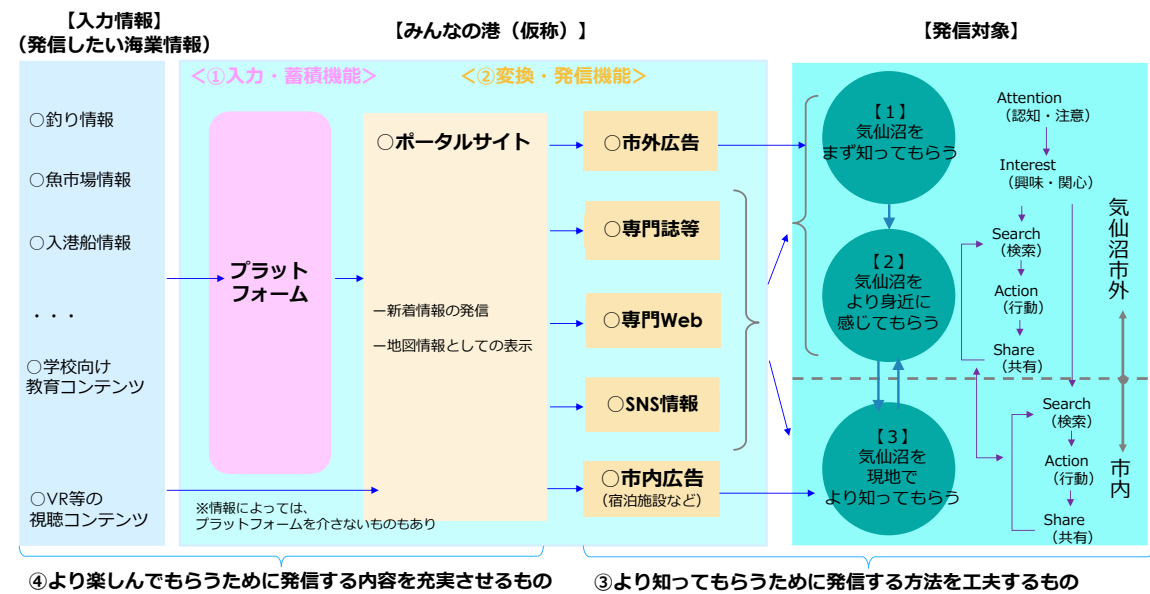 【入力情報】
（発信したい海業情報）
【みんなの港（仮称）】
【発信対象】
<①入力・蓄積機能>
<②変換・発信機能>
○釣り情報
○魚市場情報
○入港船情報
・・・
○学校向け
教育コンテンツ
○VR等の
視聴コンテンツ
プラット
フォーム
※情報によっては、
プラットフォームを介さないものもあり
○ポータルサイト
ー新着情報の発信
ー地図情報としての表示
○市外広告
○専門誌等
○専門Web
○SNS情報
○市内広告
（宿泊施設など）
【１】
気仙沼を
まず知ってもらう
【２】
気仙沼を
より身近に
感じてもらう
【３】
気仙沼を
現地で
より知ってもらう
Attention
（認知・注意）
Interest
（興味・関心）
Search
（検索）
Action
（行動）
Share
（共有）
Search
（検索）
Action
（行動）
Share
（共有）
気仙沼市外
市内
④より楽しんでもらうために発信する内容を充実させるもの
③より知ってもらうために発信する方法を工夫するもの